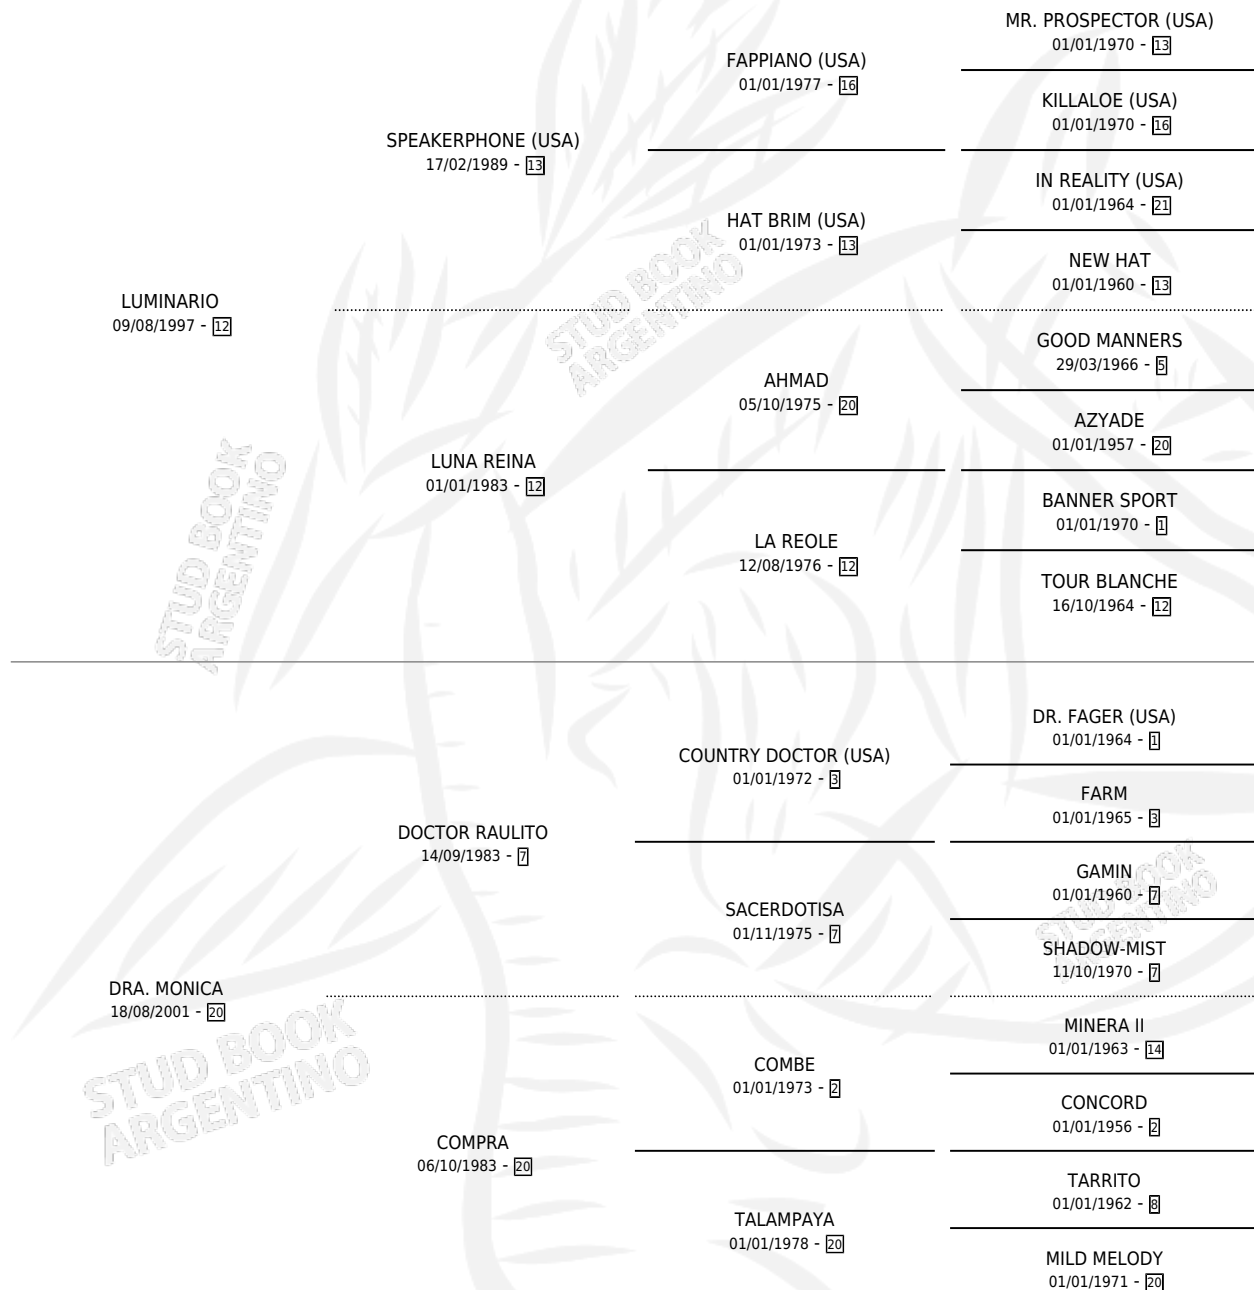 MR. PROSPECTOR (USA)
01/01/1970 - 13
FAPPIANO (USA)
01/01/1977 - 16
KILLALOE (USA)
01/01/1970 - 16
SPEAKERPHONE (USA)
17/02/1989 - 13
IN REALITY (USA)
01/01/1964 - 21
HAT BRIM (USA)
01/01/1973 - 13
NEW HAT
01/01/1960 - 13
LUMINARIO
09/08/1997 - 12
GOOD MANNERS
29/03/1966 - 5
AHMAD
05/10/1975 - 20
AZYADE
01/01/1957 - 20
LUNA REINA
01/01/1983 - 12
BANNER SPORT
01/01/1970 - 1
LA REOLE
12/08/1976 - 12
TOUR BLANCHE
16/10/1964 - 12
STUD BOOK
ARGENTINO
STUD BOOK
ARGENTINO
DR. FAGER (USA)
01/01/1964 - 1
COUNTRY DOCTOR (USA)
01/01/1972 - 3
FARM
01/01/1965 - 3
DOCTOR RAULITO
14/09/1983 - 7
GAMIN
01/01/1960 - 7
SACERDOTISA
01/11/1975 - 7
SHADOW-MIST
11/10/1970 - 7
STUD BOOK
ARGENTINO
DRA. MONICA
18/08/2001 - 20
MINERA II
01/01/1963 - 14
COMBE
01/01/1973 - 2
CONCORD
01/01/1956 - 2
COMPRA
06/10/1983 - 20
TARRITO
01/01/1962 - 8
TALAMPAYA
01/01/1978 - 20
MILD MELODY
01/01/1971 - 20
STUD BOOK
ARGENTINO